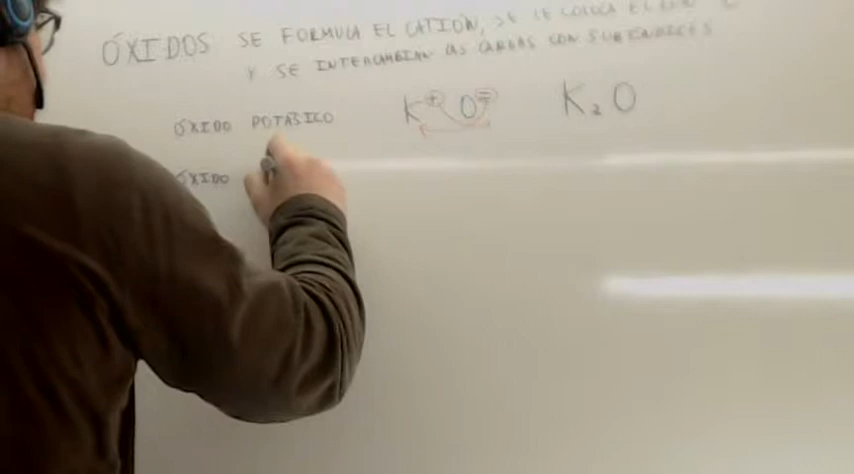 ÓXIDOS SE FORMULA EL CATIÓN, SE LE COLOCA EL
Y SE INTERCAMBIAN LAS CARGAS CON SUBÍNDICES
ÓXIDO POTÁSICO K⁺ O⁼ K₂O
ÓXIDO